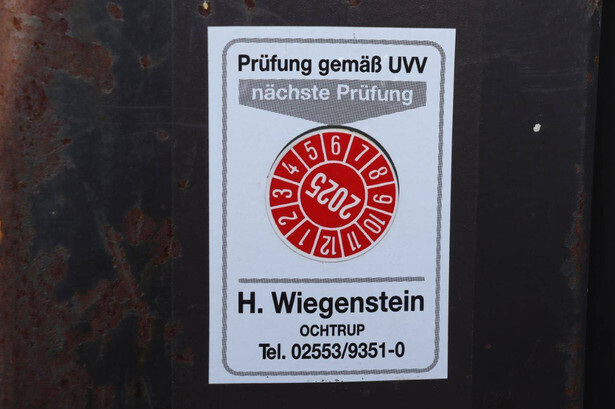 Prüfung gemäß UVV
nächste Prüfung
1 2 3 4 5 6 7 8 9 10 11 12
2025
H. Wiegenstein
OCHTRUP
Tel. 02553/9351-0